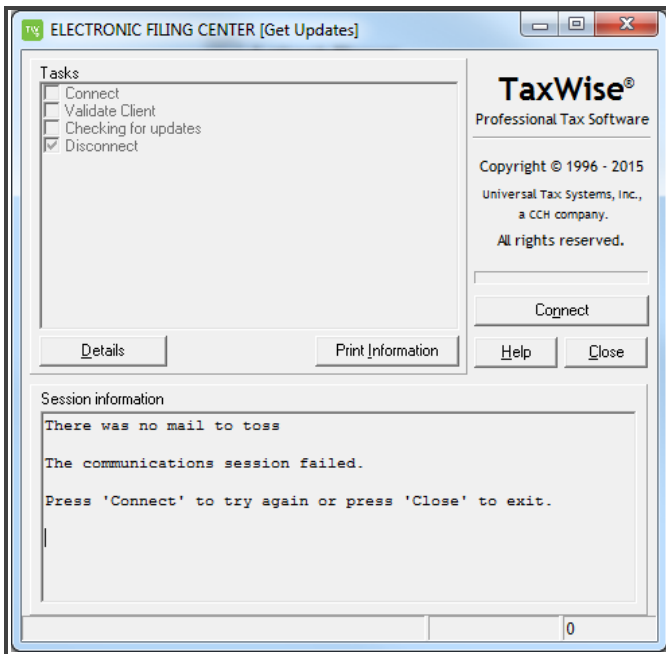 TW ELECTRONIC FILING CENTER [Get Updates]
Tasks
Connect
Validate Client
Checking for updates
Disconnect
Details
Print Information
TaxWise®
Professional Tax Software
Copyright © 1996 - 2015
Universal Tax Systems, Inc.,
a CCH company.
All rights reserved.
Connect
Help
Close
Session information
There was no mail to toss
The communications session failed.
Press 'Connect' to try again or press 'Close' to exit.
0